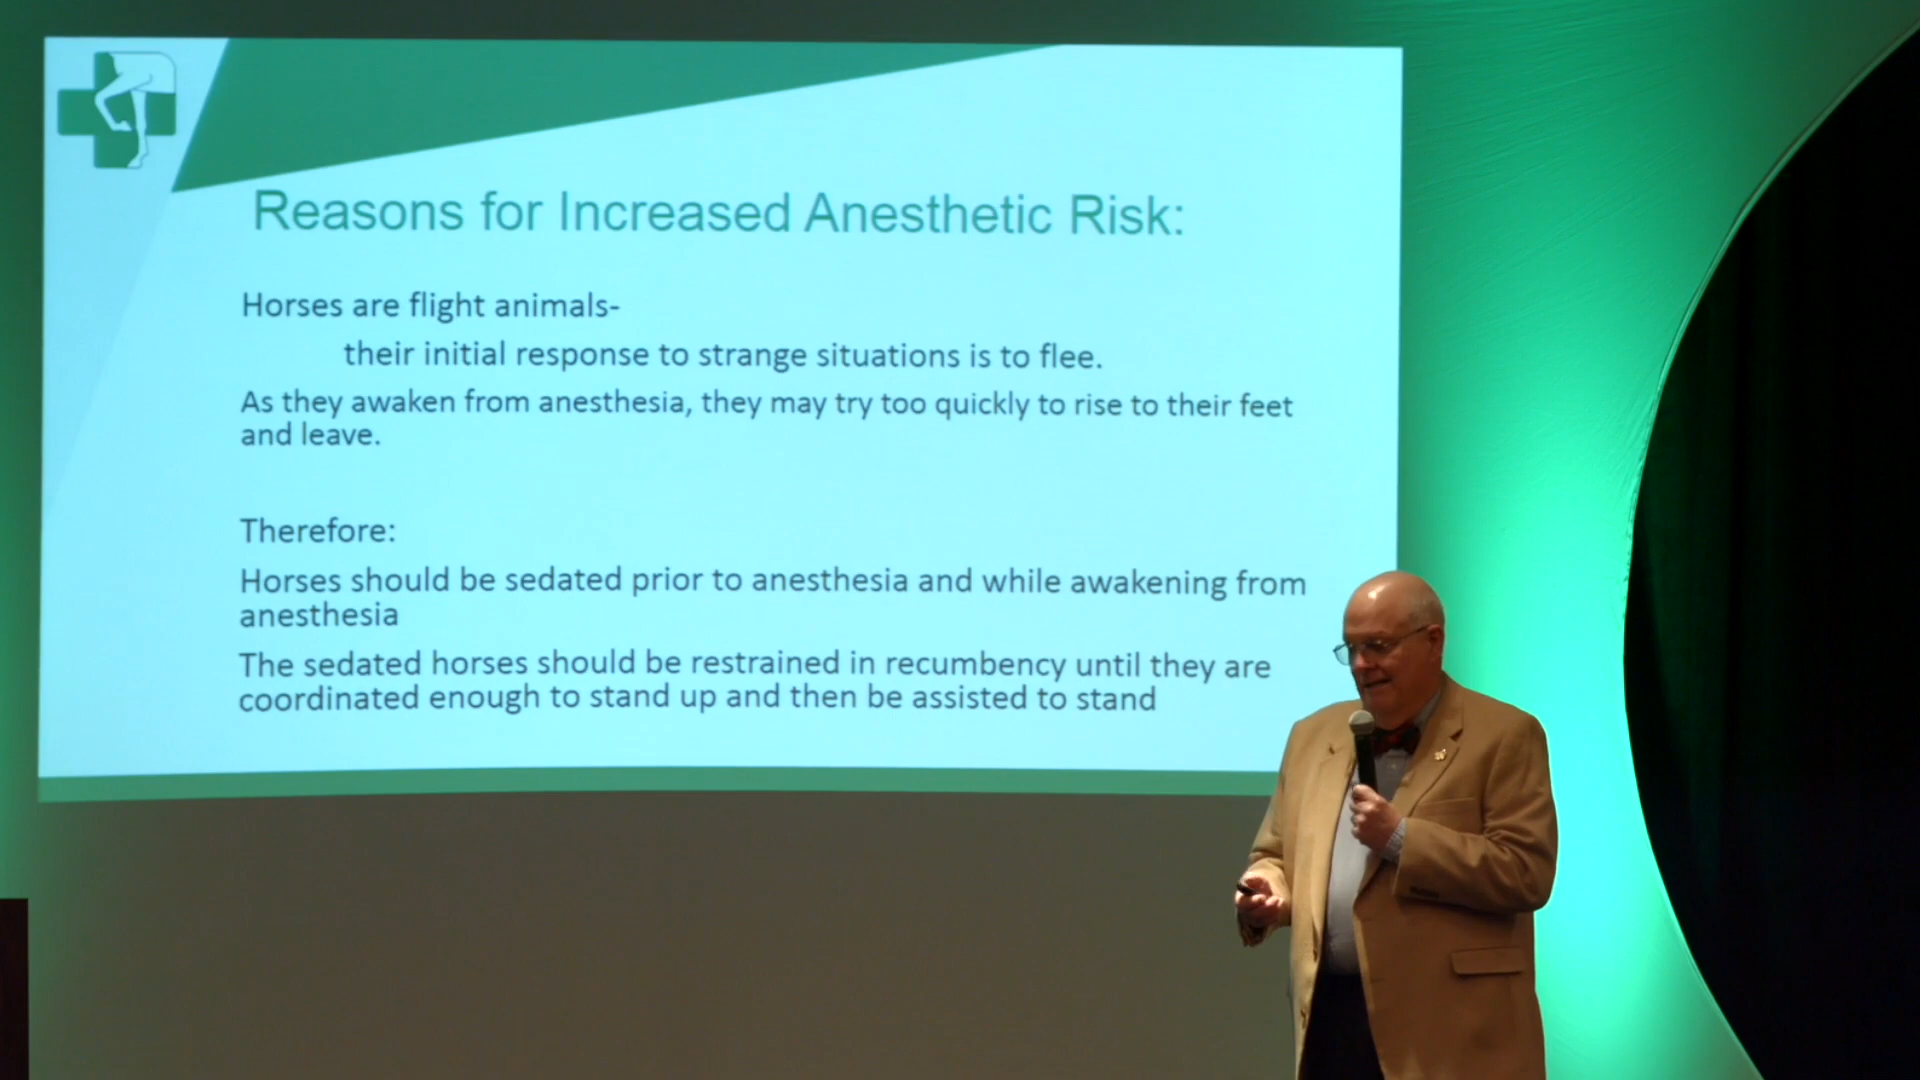 Reasons for Increased Anesthetic Risk:
Horses are flight animals-
their initial response to strange situations is to flee.
As they awaken from anesthesia, they may try too quickly to rise to their feet
and leave.
Therefore:
Horses should be sedated prior to anesthesia and while awakening from
anesthesia
The sedated horses should be restrained in recumbency until they are
coordinated enough to stand up and then be assisted to stand